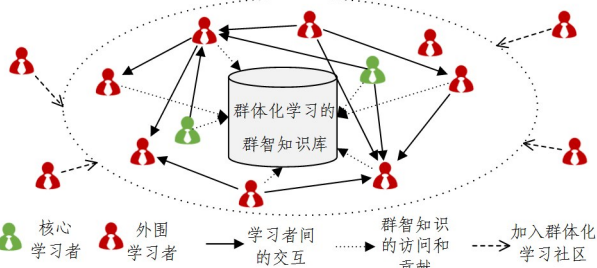 群体化学习的
群智知识库
核心
学习者
外围
学习者
学习者间
的交互
群智知识
的访问和
贡献
加入群体化
学习社区